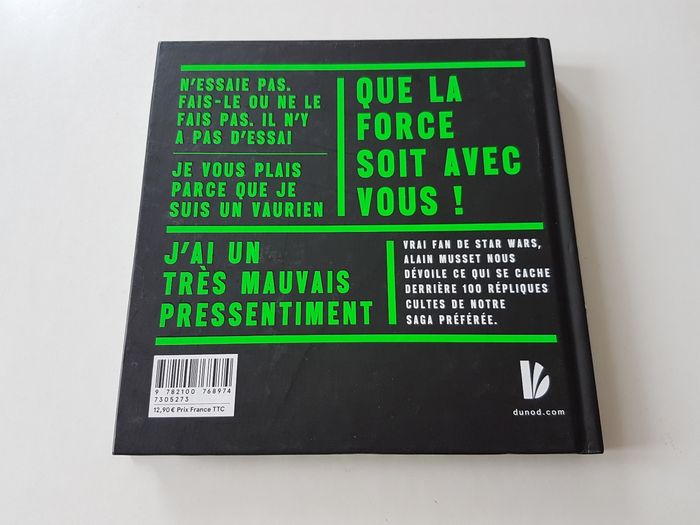 N'ESSAIE PAS.
FAIS-LE OU NE LE
FAIS PAS. IL N'Y
A PAS D'ESSAI
JE VOUS PLAIS
PARCE QUE JE
SUIS UN VAURIEN
QUE LA
FORCE
SOIT AVEC
VOUS !
J'AI UN
TRÈS MAUVAIS
PRESSENTIMENT
VRAI FAN DE STAR WARS,
ALAIN MUSSET NOUS
DÉVOILE CE QUI SE CACHE
DERRIÈRE 100 RÉPLIQUES
CULTES DE NOTRE
SAGA PRÉFÉRÉE.
9 782100 768974
7305273
12,90 € Prix France TTC
dunod.com